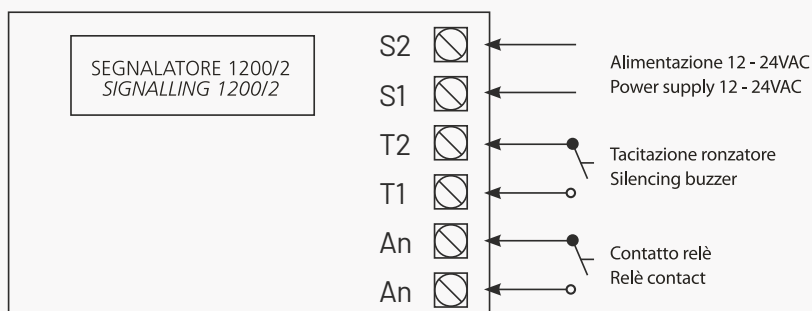 SEGNALATORE 1200/2
SIGNALLING 1200/2
S2
S1
Alimentazione 12 - 24VAC
Power supply 12 - 24VAC
T2
T1
Tacitazione ronzatore
Silencing buzzer
An
An
Contatto relè
Relè contact